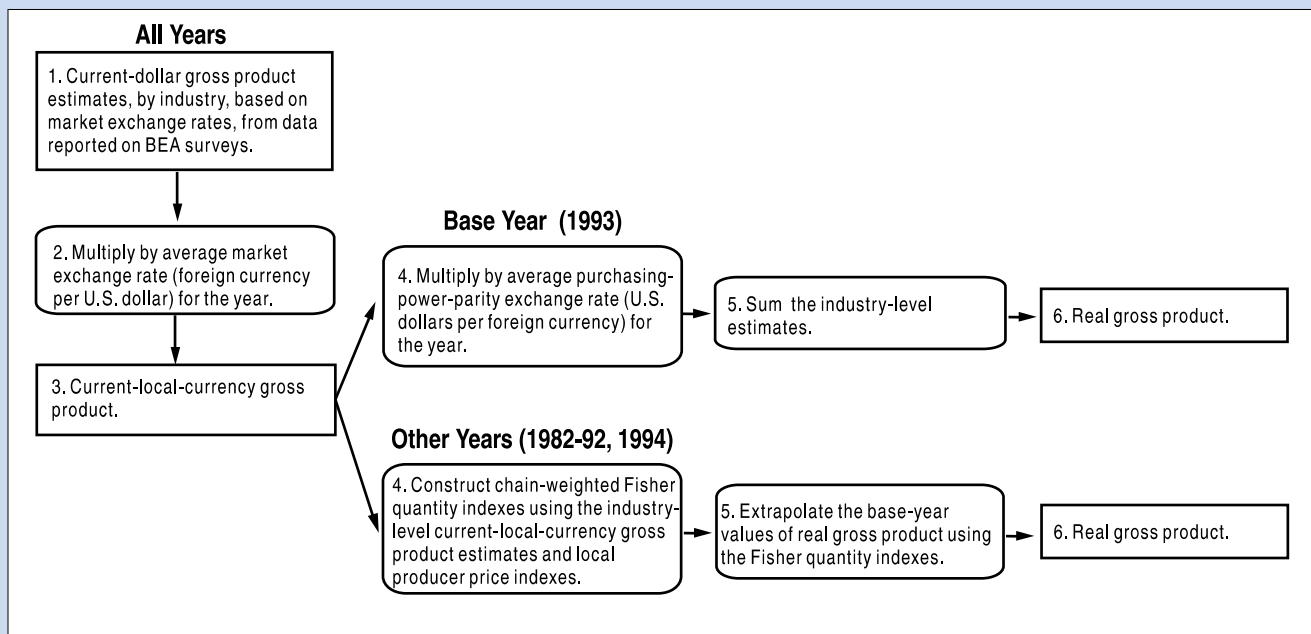 All Years
1. Current-dollar gross product
estimates, by industry, based on
market exchange rates, from data
reported on BEA surveys.
2. Multiply by average market
exchange rate (foreign currency
per U.S. dollar) for the year.
3. Current-local-currency gross
product.
Base Year (1993)
4. Multiply by average purchasing-
power-parity exchange rate (U.S.
dollars per foreign currency) for
the year.
5. Sum the industry-level
estimates.
6. Real gross product.
Other Years (1982-92, 1994)
4. Construct chain-weighted Fisher
quantity indexes using the industry-
level current-local-currency gross
product estimates and local
producer price indexes.
5. Extrapolate the base-year
values of real gross product using
the Fisher quantity indexes.
6. Real gross product.